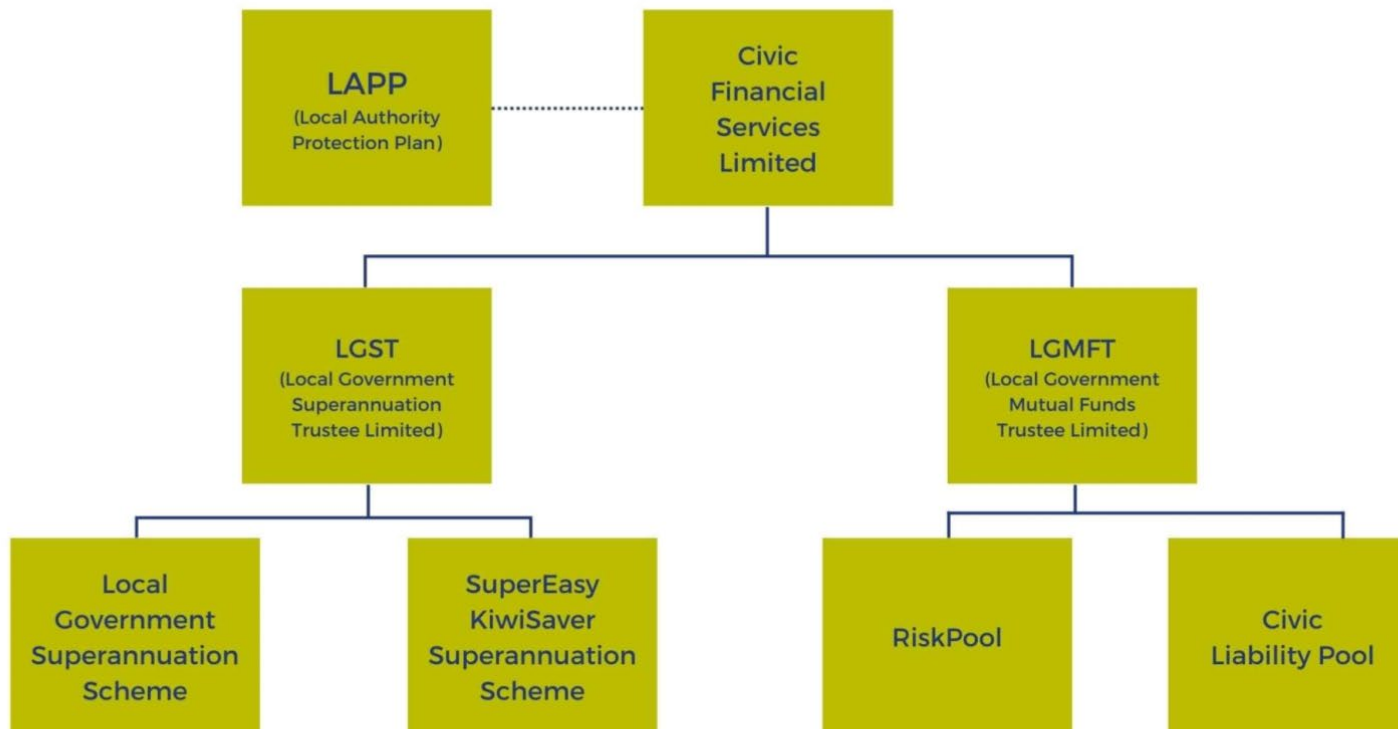 LAPP
(Local Authority
Protection Plan)
Civic
Financial
Services
Limited
LGST
(Local Government
Superannuation
Trustee Limited)
LGMFT
(Local Government
Mutual Funds
Trustee Limited)
Local
Government
Superannuation
Scheme
SuperEasy
KiwiSaver
Superannuation
Scheme
RiskPool
Civic
Liability Pool